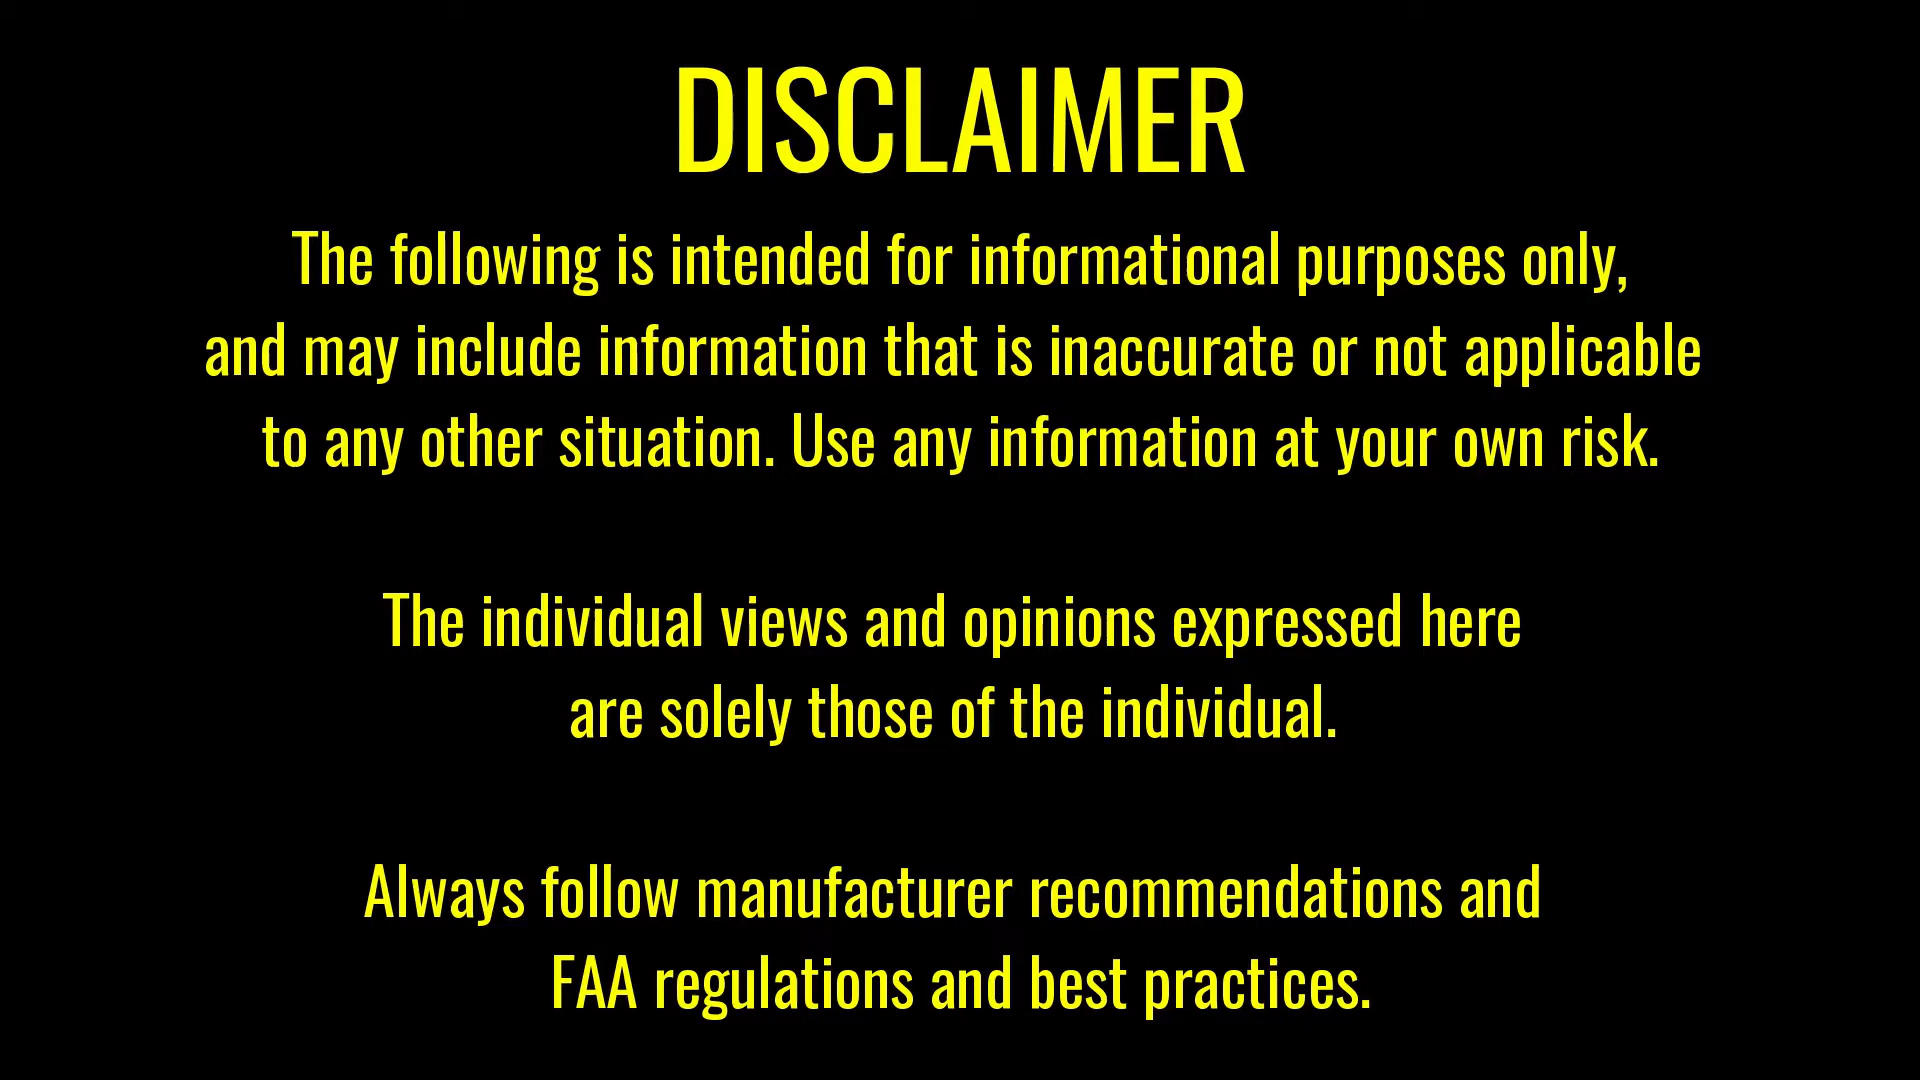 DISCLAIMER
The following is intended for informational purposes only,
and may include information that is inaccurate or not applicable
to any other situation. Use any information at your own risk.
The individual views and opinions expressed here
are solely those of the individual.
Always follow manufacturer recommendations and
FAA regulations and best practices.